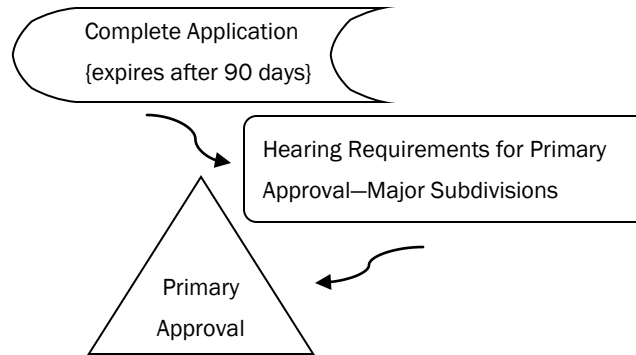 Complete Application
{expires after 90 days}
Hearing Requirements for Primary
Approval—Major Subdivisions
Primary
Approval